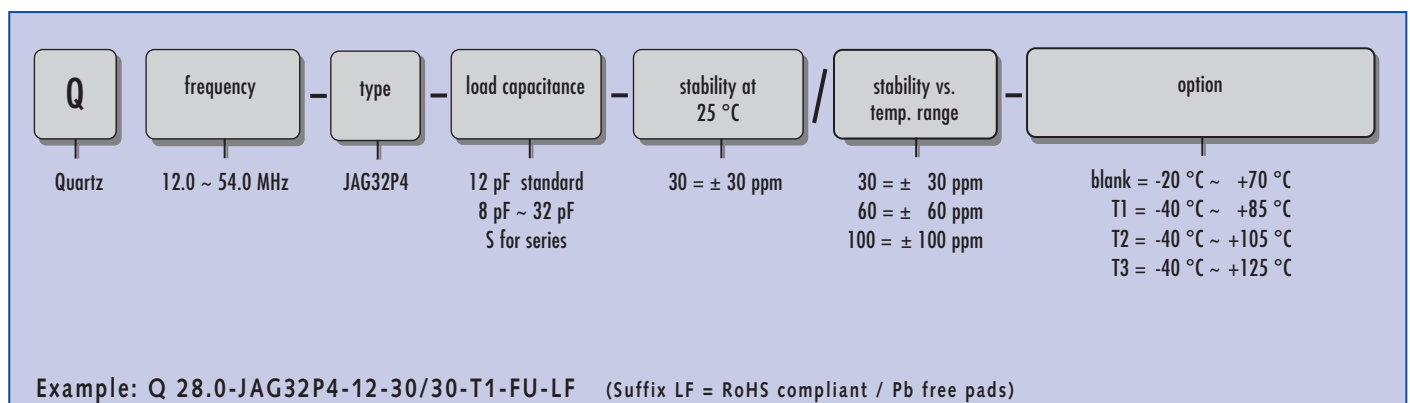 Q
frequency
–
type
–
load capacitance
–
stability at
25 °C
/
stability vs.
temp. range
–
option
Quartz
12.0 ~ 54.0 MHz
JAG32P4
12 pF standard
8 pF ~ 32 pF
S for series
30 = ± 30 ppm
30 = ± 30 ppm
60 = ± 60 ppm
100 = ± 100 ppm
blank = -20 °C ~ +70 °C
T1 = -40 °C ~ +85 °C
T2 = -40 °C ~ +105 °C
T3 = -40 °C ~ +125 °C
Example: Q 28.0-JAG32P4-12-30/30-T1-FU-LF (Suffix LF = RoHS compliant / Pb free pads)